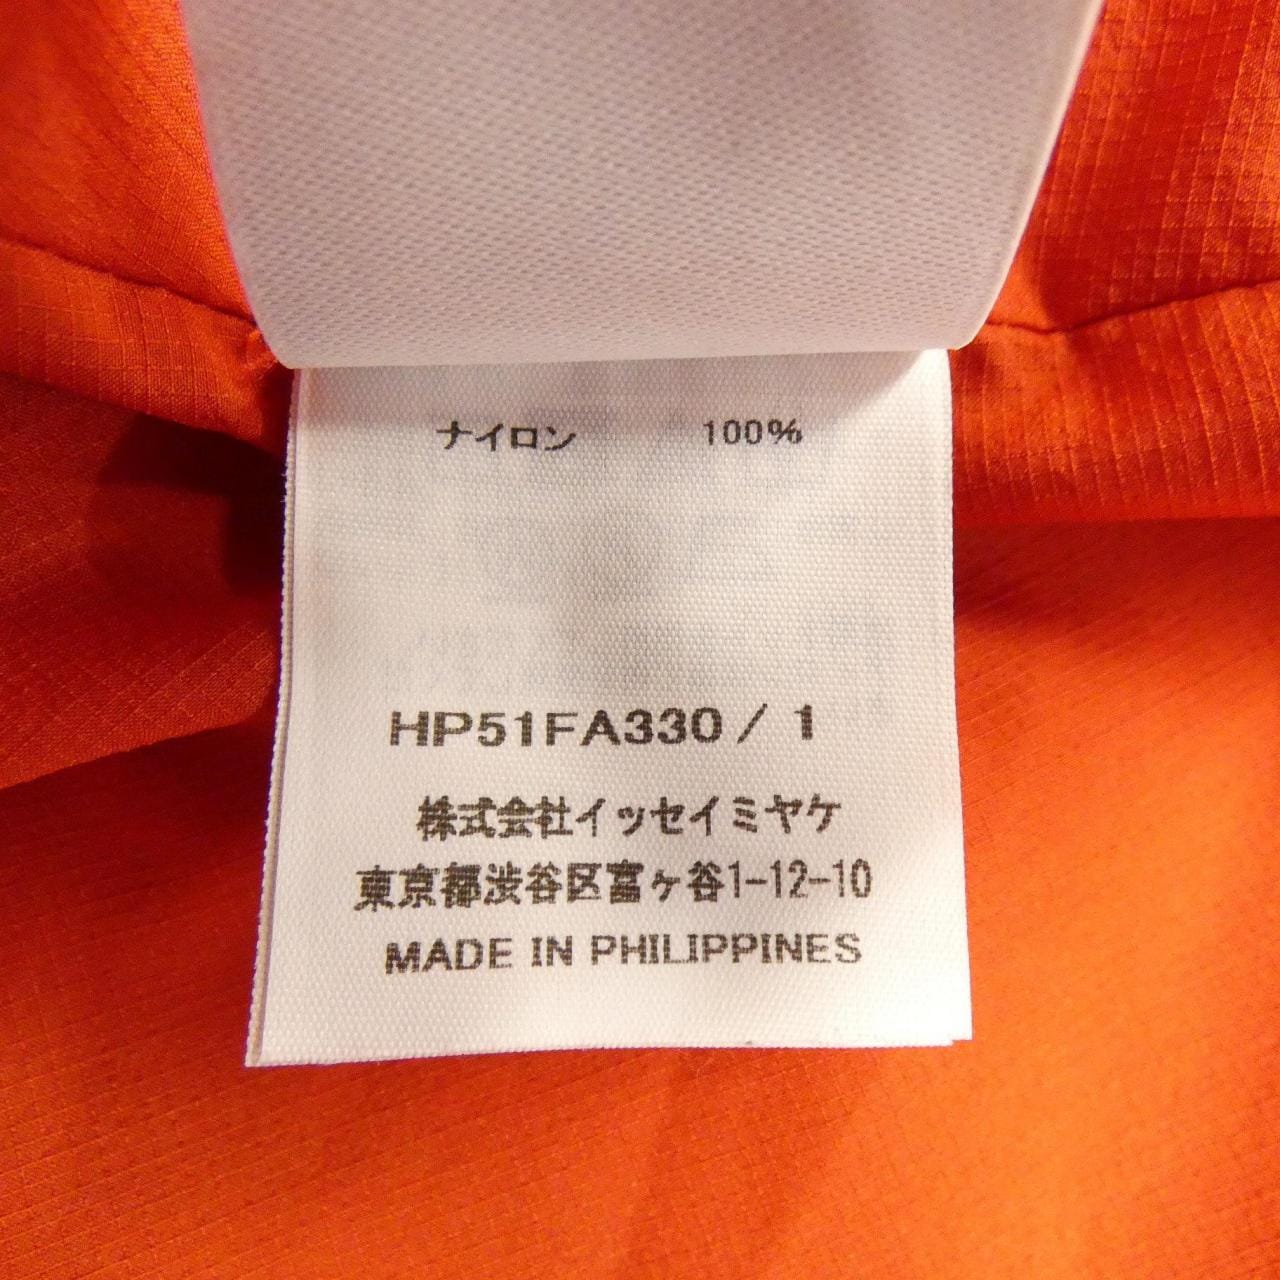 ナイロン 100%
HP51FA330 / 1
株式会社イッセイミヤケ
東京都渋谷区富ヶ谷1-12-10
MADE IN PHILIPPINES